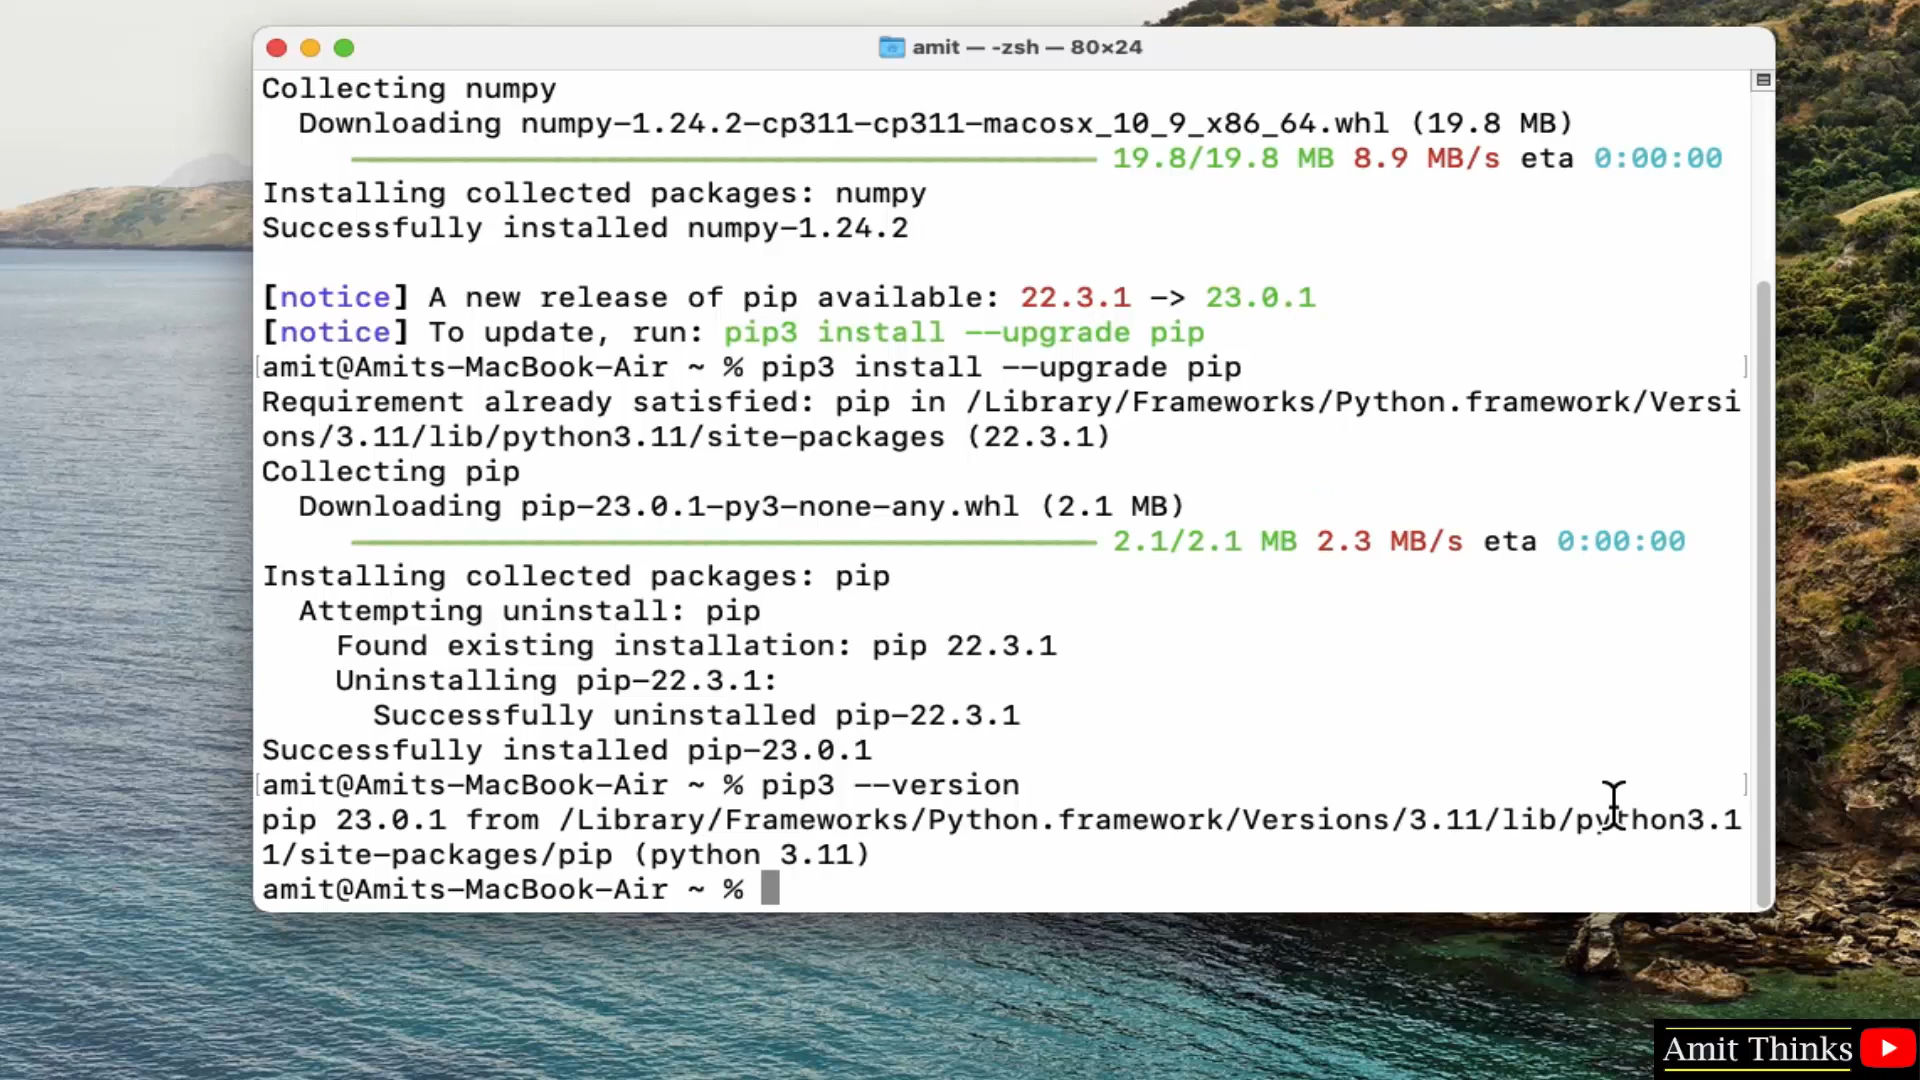 amit — -zsh — 80×24
Collecting numpy
Downloading numpy-1.24.2-cp311-cp311-macosx_10_9_x86_64.whl (19.8 MB)
19.8/19.8 MB 8.9 MB/s eta 0:00:00
Installing collected packages: numpy
Successfully installed numpy-1.24.2
[notice] A new release of pip available: 22.3.1 -> 23.0.1
[notice] To update, run: pip3 install --upgrade pip
[amit@Amits-MacBook-Air ~ % pip3 install --upgrade pip ]
Requirement already satisfied: pip in /Library/Frameworks/Python.framework/Versi
ons/3.11/lib/python3.11/site-packages (22.3.1)
Collecting pip
Downloading pip-23.0.1-py3-none-any.whl (2.1 MB)
2.1/2.1 MB 2.3 MB/s eta 0:00:00
Installing collected packages: pip
Attempting uninstall: pip
Found existing installation: pip 22.3.1
Uninstalling pip-22.3.1:
Successfully uninstalled pip-22.3.1
Successfully installed pip-23.0.1
[amit@Amits-MacBook-Air ~ % pip3 --version ]
pip 23.0.1 from /Library/Frameworks/Python.framework/Versions/3.11/lib/python3.1
1/site-packages/pip (python 3.11)
amit@Amits-MacBook-Air ~ %
Amit Thinks